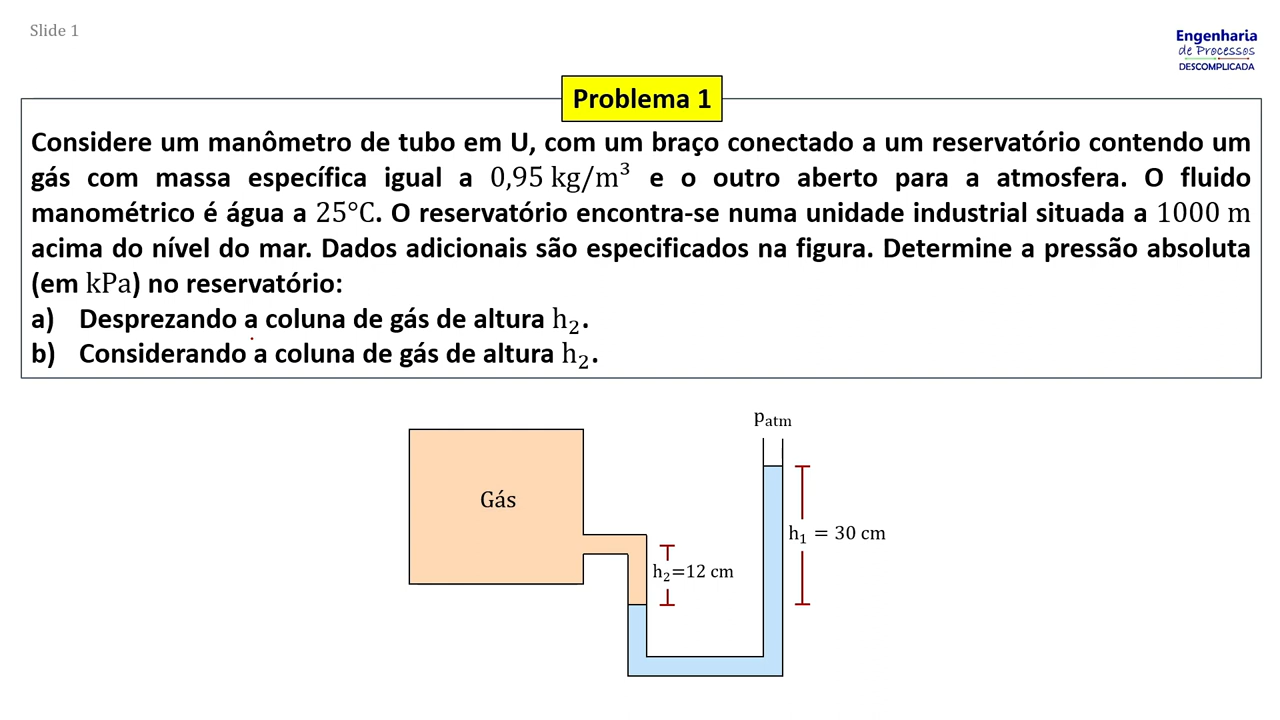 Slide 1
Engenharia
de Processos
DESCOMPLICADA
Problema 1
Considere um manômetro de tubo em U, com um braço conectado a um reservatório contendo um
gás com massa específica igual a 0,95 kg/m³ e o outro aberto para a atmosfera. O fluido
manométrico é água a 25°C. O reservatório encontra-se numa unidade industrial situada a 1000 m
acima do nível do mar. Dados adicionais são especificados na figura. Determine a pressão absoluta
(em kPa) no reservatório:
a) Desprezando a coluna de gás de altura h₂.
b) Considerando a coluna de gás de altura h₂.
p_atm
Gás
h₁ = 30 cm
h₂=12 cm